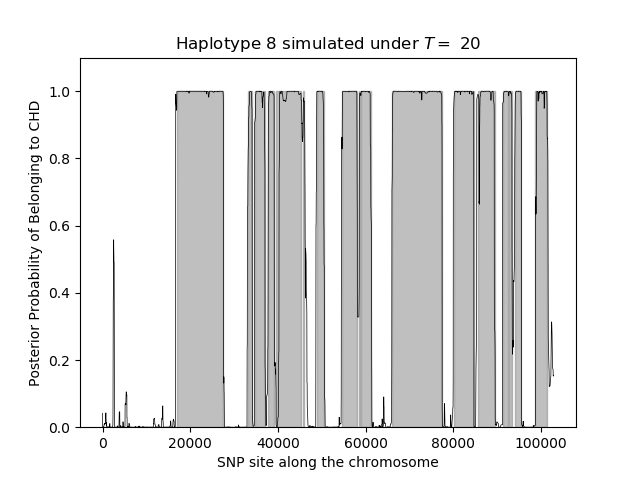 Haplotype 8 simulated under T = 20
Posterior Probability of Belonging to CHD
1.0
0.8
0.6
0.4
0.2
0.0
0 20000 40000 60000 80000 100000
SNP site along the chromosome